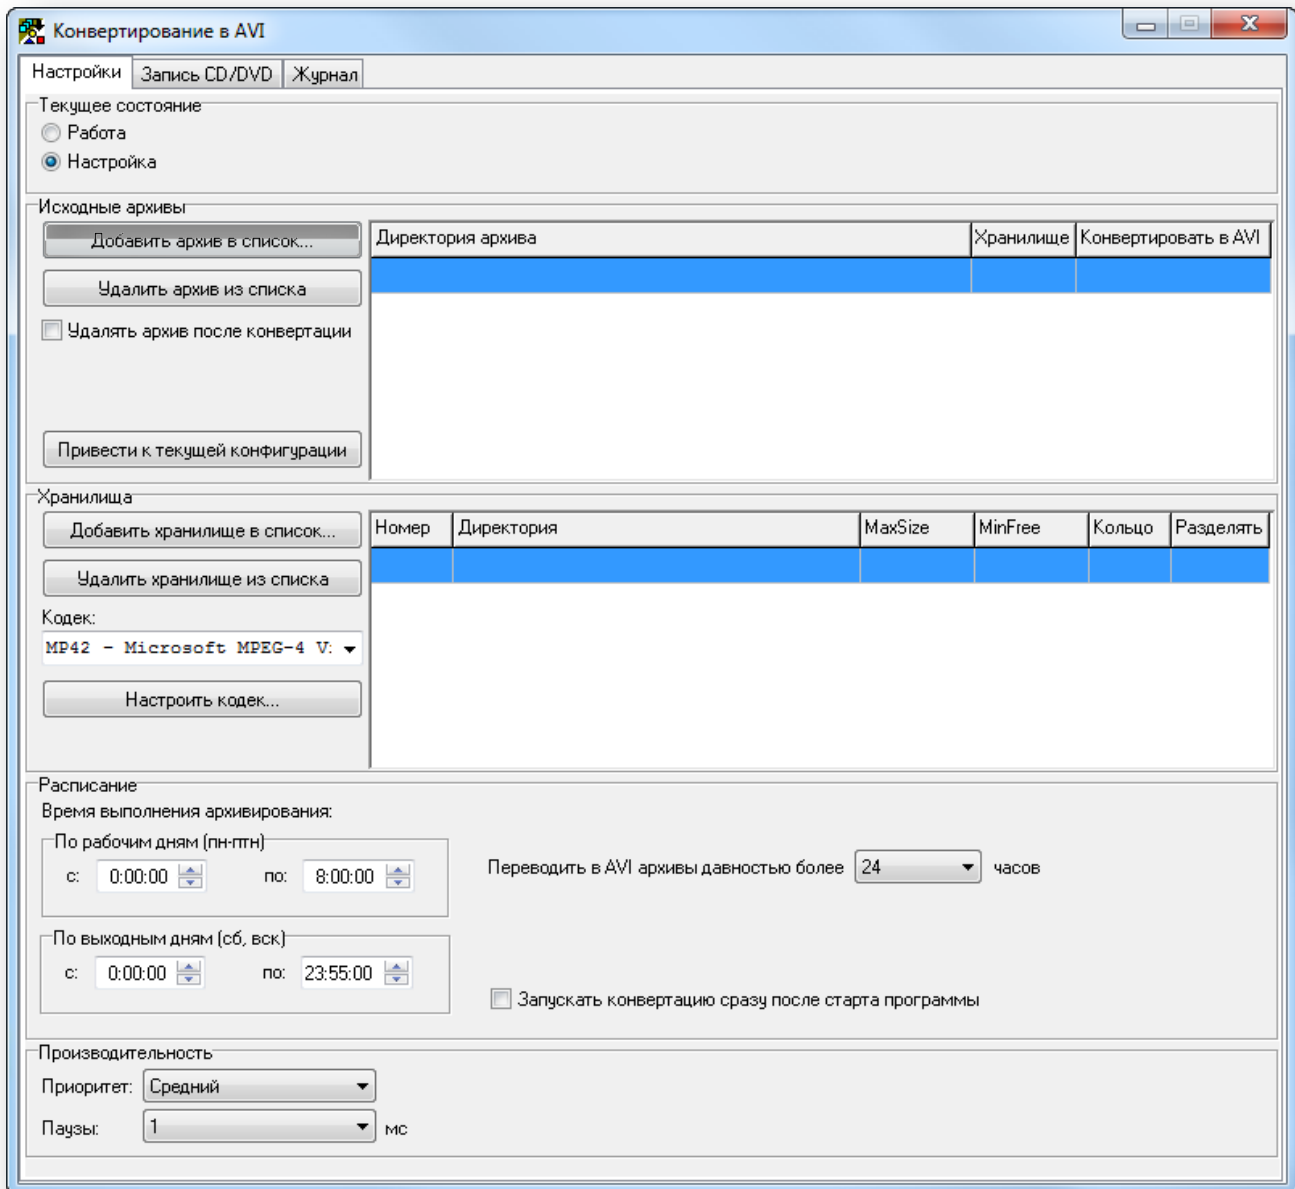 Конвертирование в AVI
Настройки Запись CD/DVD Журнал
Текущее состояние
Работа
Настройка
Исходные архивы
Добавить архив в список...
Удалить архив из списка
Удалять архив после конвертации
Привести к текущей конфигурации
Директория архива Хранилище Конвертировать в AVI
Хранилища
Добавить хранилище в список...
Удалить хранилище из списка
Кодек:
MP42 - Microsoft MPEG-4 V:
Настроить кодек...
Номер Директория MaxSize MinFree Кольцо Разделять
Расписание
Время выполнения архивирования:
По рабочим дням (пн-птн)
с: 0:00:00 по: 8:00:00
Переводить в AVI архивы давностью более 24 часов
По выходным дням (сб, вск)
с: 0:00:00 по: 23:55:00
Запускать конвертацию сразу после старта программы
Производительность
Приоритет: Средний
Паузы: 1 мс